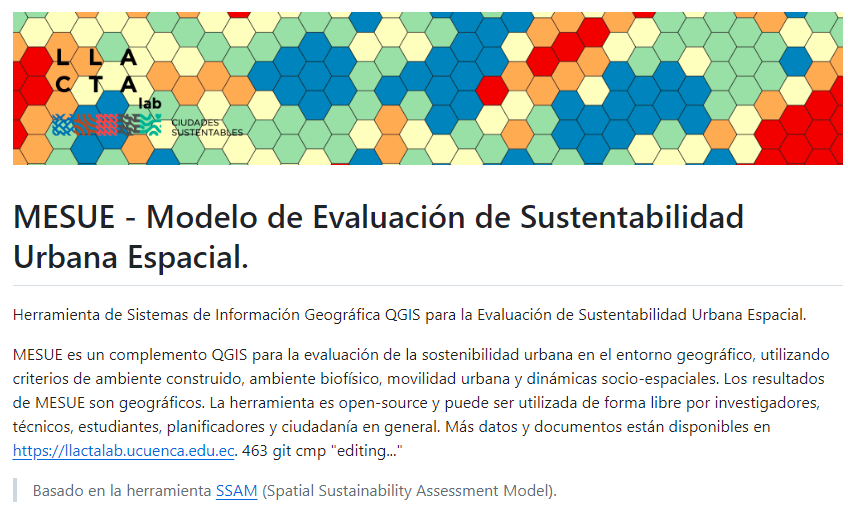 LLA
CTA
lab
CIUDADES
SUSTENTABLES
MESUE - Modelo de Evaluación de Sustentabilidad
Urbana Espacial.
Herramienta de Sistemas de Información Geográfica QGIS para la Evaluación de Sustentabilidad Urbana Espacial.
MESUE es un complemento QGIS para la evaluación de la sostenibilidad urbana en el entorno geográfico, utilizando
criterios de ambiente construido, ambiente biofísico, movilidad urbana y dinámicas socio-espaciales. Los resultados
de MESUE son geográficos. La herramienta es open-source y puede ser utilizada de forma libre por investigadores,
técnicos, estudiantes, planificadores y ciudadanía en general. Más datos y documentos están disponibles en
https://llactalab.ucuenca.edu.ec. 463 git cmp "editing..."
Basado en la herramienta SSAM (Spatial Sustainability Assessment Model).